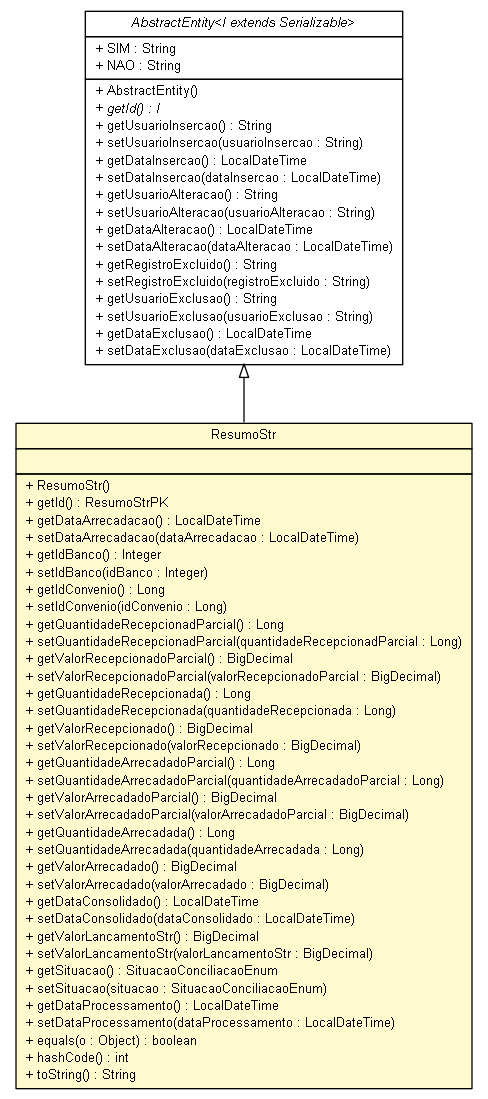 AbstractEntity<I extends Serializable>
+ SIM : String
+ NAO : String
+ AbstractEntity()
+ getId() : I
+ getUsuarioInsercao() : String
+ setUsuarioInsercao(usuarioInsercao : String)
+ getDataInsercao() : LocalDateTime
+ setDataInsercao(dataInsercao : LocalDateTime)
+ getUsuarioAlteracao() : String
+ setUsuarioAlteracao(usuarioAlteracao : String)
+ getDataAlteracao() : LocalDateTime
+ setDataAlteracao(dataAlteracao : LocalDateTime)
+ getRegistroExcluido() : String
+ setRegistroExcluido(registroExcluido : String)
+ getUsuarioExclusao() : String
+ setUsuarioExclusao(usuarioExclusao : String)
+ getDataExclusao() : LocalDateTime
+ setDataExclusao(dataExclusao : LocalDateTime)
ResumoStr
+ ResumoStr()
+ getId() : ResumoStrPK
+ getDataArrecadacao() : LocalDateTime
+ setDataArrecadacao(dataArrecadacao : LocalDateTime)
+ getIdBanco() : Integer
+ setIdBanco(idBanco : Integer)
+ getIdConvenio() : Long
+ setIdConvenio(idConvenio : Long)
+ getQuantidadeRecepcionadParcial() : Long
+ setQuantidadeRecepcionadParcial(quantidadeRecepcionadParcial : Long)
+ getValorRecepcionadoParcial() : BigDecimal
+ setValorRecepcionadoParcial(valorRecepcionadoParcial : BigDecimal)
+ getQuantidadeRecepcionada() : Long
+ setQuantidadeRecepcionada(quantidadeRecepcionada : Long)
+ getValorRecepcionado() : BigDecimal
+ setValorRecepcionado(valorRecepcionado : BigDecimal)
+ getQuantidadeArrecadadoParcial() : Long
+ setQuantidadeArrecadadoParcial(quantidadeArrecadadoParcial : Long)
+ getValorArrecadadoParcial() : BigDecimal
+ setValorArrecadadoParcial(valorArrecadadoParcial : BigDecimal)
+ getQuantidadeArrecadada() : Long
+ setQuantidadeArrecadada(quantidadeArrecadada : Long)
+ getValorArrecadado() : BigDecimal
+ setValorArrecadado(valorArrecadado : BigDecimal)
+ getDataConsolidado() : LocalDateTime
+ setDataConsolidado(dataConsolidado : LocalDateTime)
+ getValorLancamentoStr() : BigDecimal
+ setValorLancamentoStr(valorLancamentoStr : BigDecimal)
+ getSituacao() : SituacaoConciliacaoEnum
+ setSituacao(situacao : SituacaoConciliacaoEnum)
+ getDataProcessamento() : LocalDateTime
+ setDataProcessamento(dataProcessamento : LocalDateTime)
+ equals(o : Object) : boolean
+ hashCode() : int
+ toString() : String